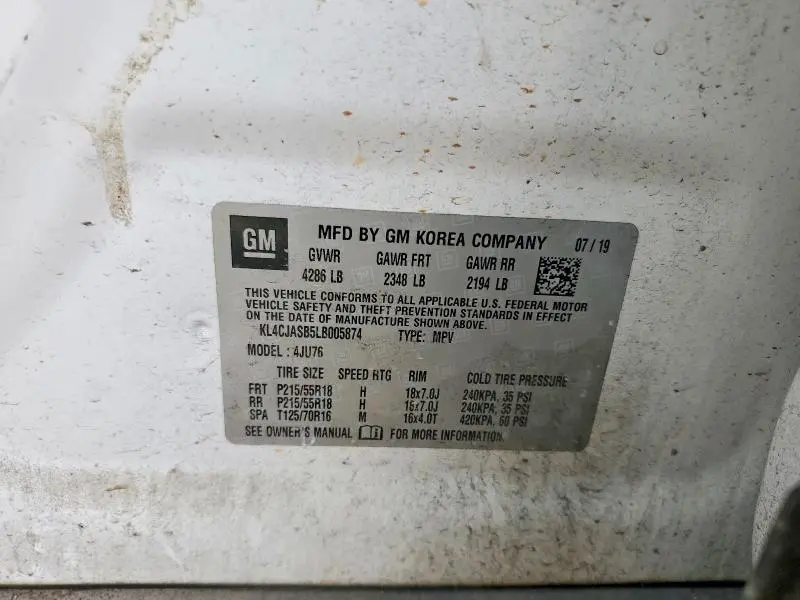 GM MFD BY GM KOREA COMPANY 07 / 19
GVWR GAWR FRT GAWR RR
4286 LB 2348 LB 2194 LB
THIS VEHICLE CONFORMS TO ALL APPLICABLE U.S. FEDERAL MOTOR
VEHICLE SAFETY AND THEFT PREVENTION STANDARDS IN EFFECT
ON THE DATE OF MANUFACTURE SHOWN ABOVE.
KL4CJASB5LB005874 TYPE: MPV
MODEL : 4JU76
TIRE SIZE SPEED RTG RIM COLD TIRE PRESSURE
FRT P215/55R18 H 18x7.0J 240KPA, 35 PSI
RR P215/55R18 H 18x7.0J 240KPA, 35 PSI
SPA T125/70R16 M 16x4.0T 420KPA, 60 PSI
SEE OWNER'S MANUAL FOR MORE INFORMATION.